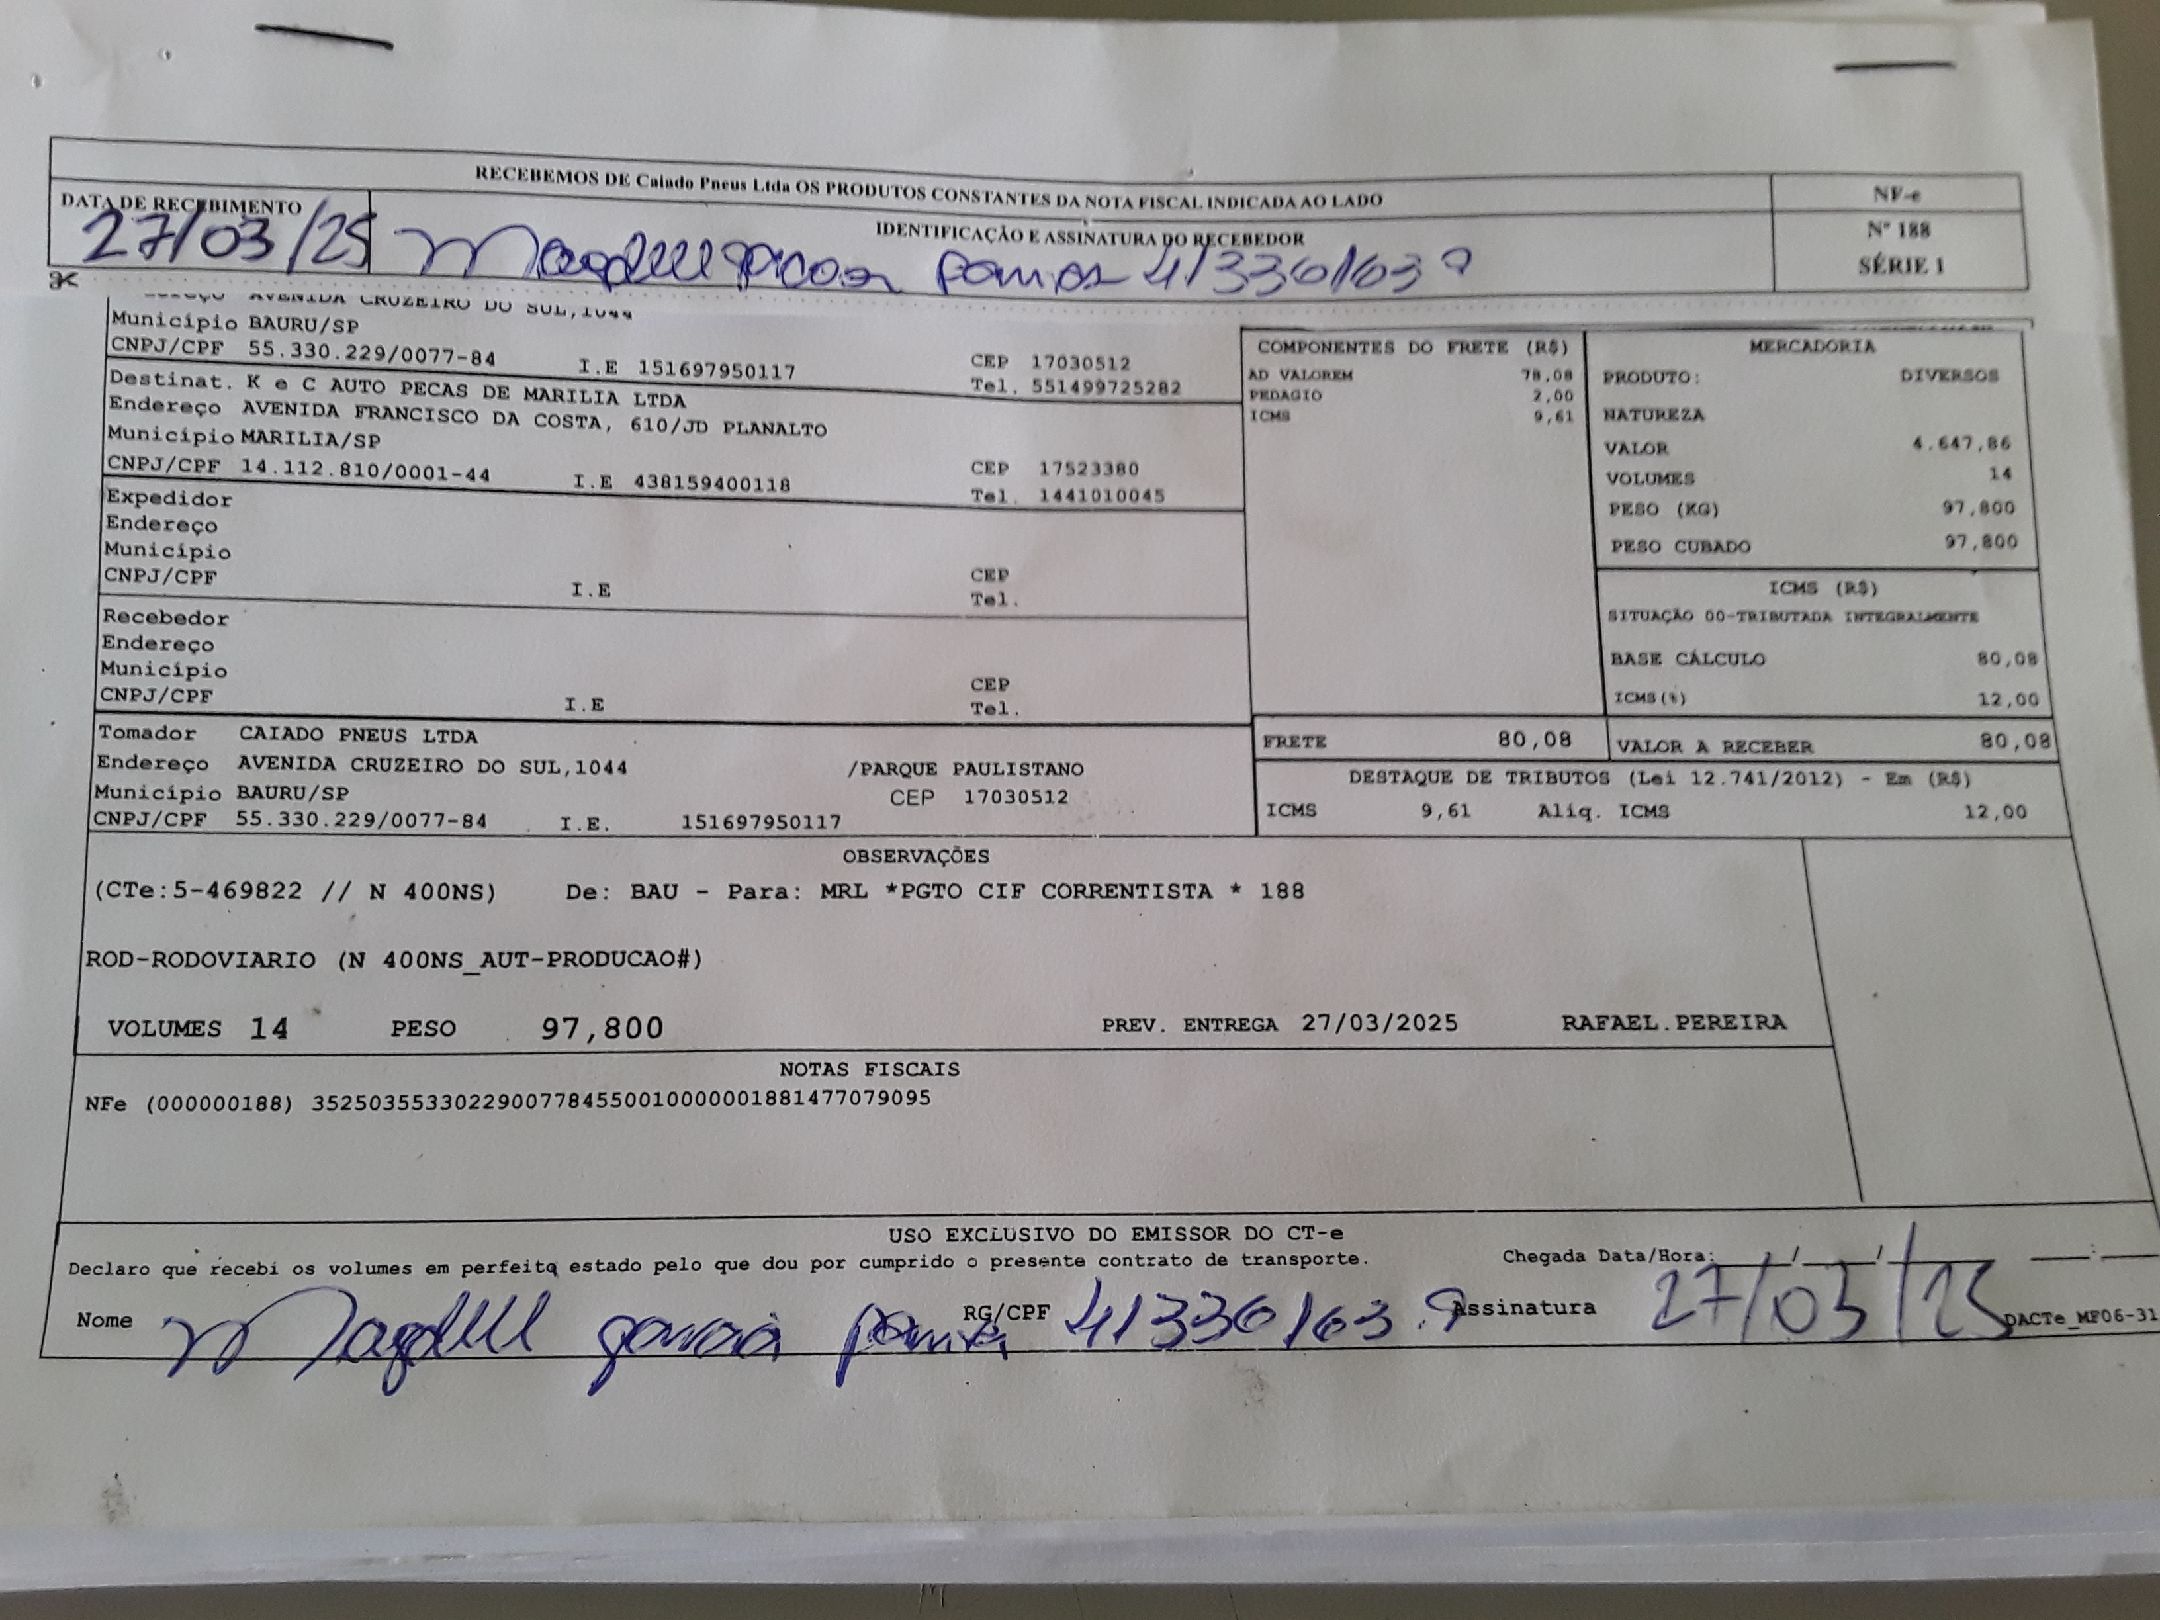 RECEBEMOS DE Caiado Pneus Ltda OS PRODUTOS CONSTANTES DA NOTA FISCAL INDICADA AO LADO
NF-e
Nº 188
SÉRIE 1
DATA DE RECEBIMENTO
27/03/25
IDENTIFICAÇÃO E ASSINATURA DO RECEBEDOR
41330163 9
AVENIDA CRUZEIRO DO SUL,1044
Município BAURU/SP
CNPJ/CPF 55.330.229/0077-84 I.E 151697950117 CEP 17030512
Tel. 551499725282
Destinat. K e C AUTO PECAS DE MARILIA LTDA
Endereço AVENIDA FRANCISCO DA COSTA, 610/JD PLANALTO
Município MARILIA/SP
CNPJ/CPF 14.112.810/0001-44 I.E 438159400118 CEP 17523380
Tel. 1441010045
Expedidor
Endereço
Município
CNPJ/CPF I.E CEP
Tel.
Recebedor
Endereço
Município
CNPJ/CPF I.E CEP
Tel.
Tomador CAIADO PNEUS LTDA
Endereço AVENIDA CRUZEIRO DO SUL,1044 /PARQUE PAULISTANO
Município BAURU/SP CEP 17030512
CNPJ/CPF 55.330.229/0077-84 I.E. 151697950117
COMPONENTES DO FRETE (R$)
AD VALOREM 78,08
PEDAGIO 2,00
ICMS 9,61
MERCADORIA
PRODUTO: DIVERSOS
NATUREZA
VALOR 4.647,86
VOLUMES 14
PESO (KG) 97,800
PESO CUBADO 97,800
ICMS (R$)
SITUAÇÃO 00-TRIBUTADA INTEGRALMENTE
BASE CÁLCULO 80,08
ICMS(%) 12,00
FRETE 80,08 VALOR A RECEBER 80,08
DESTAQUE DE TRIBUTOS (Lei 12.741/2012) - Em (R$)
ICMS 9,61 Aliq. ICMS 12,00
OBSERVAÇÕES
(CTe:5-469822 // N 400NS) De: BAU - Para: MRL *PGTO CIF CORRENTISTA * 188
ROD-RODOVIARIO (N 400NS_AUT-PRODUCAO#)
VOLUMES 14 PESO 97,800 PREV. ENTREGA 27/03/2025 RAFAEL.PEREIRA
NOTAS FISCAIS
NFe (000000188) 35250355330229007784550010000001881477079095
USO EXCLUSIVO DO EMISSOR DO CT-e
Declaro que recebi os volumes em perfeito estado pelo que dou por cumprido o presente contrato de transporte. Chegada Data/Hora: / / :
Nome RG/CPF 41330163.9 Assinatura 27/03/25 DACTe_MF06-31